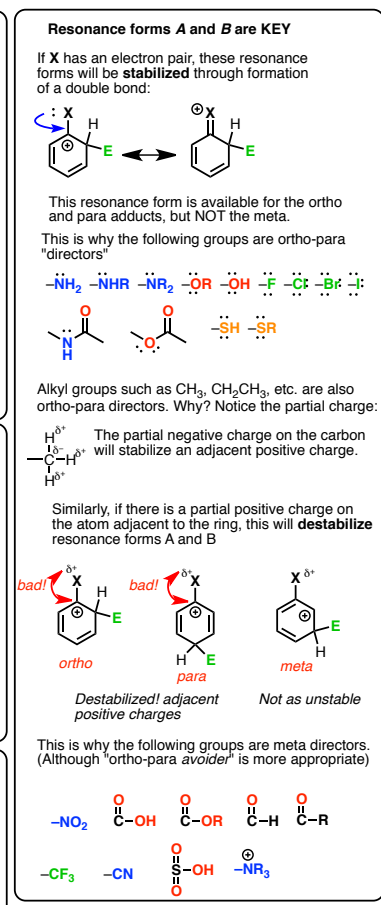 Resonance forms A and B are KEY
If X has an electron pair, these resonance
forms will be stabilized through formation
of a double bond:
: X H ⊕ E
⊕ X H E
This resonance form is available for the ortho
and para adducts, but NOT the meta.
This is why the following groups are ortho-para
"directors"
–NH2 –NHR –NR2 –OR –OH –F –Cl –Br –I
O N H
O O
–SH –SR
Alkyl groups such as CH3, CH2CH3, etc. are also
ortho-para directors. Why? Notice the partial charge:
H δ+
δ–
–C–H δ+
H δ+
The partial negative charge on the carbon
will stabilize an adjacent positive charge.
Similarly, if there is a partial positive charge on
the atom adjacent to the ring, this will destabilize
resonance forms A and B
bad! δ+ X H ⊕ E
ortho
bad! δ+ X ⊕ H E
para
X δ+ ⊕ E H
meta
Destabilized! adjacent
positive charges
Not as unstable
This is why the following groups are meta directors.
(Although "ortho-para avoider" is more appropriate)
–NO2
O C–OH
O C–OR
O C–H
O C–R
–CF3
–CN
O S–OH O
⊕ –NR3